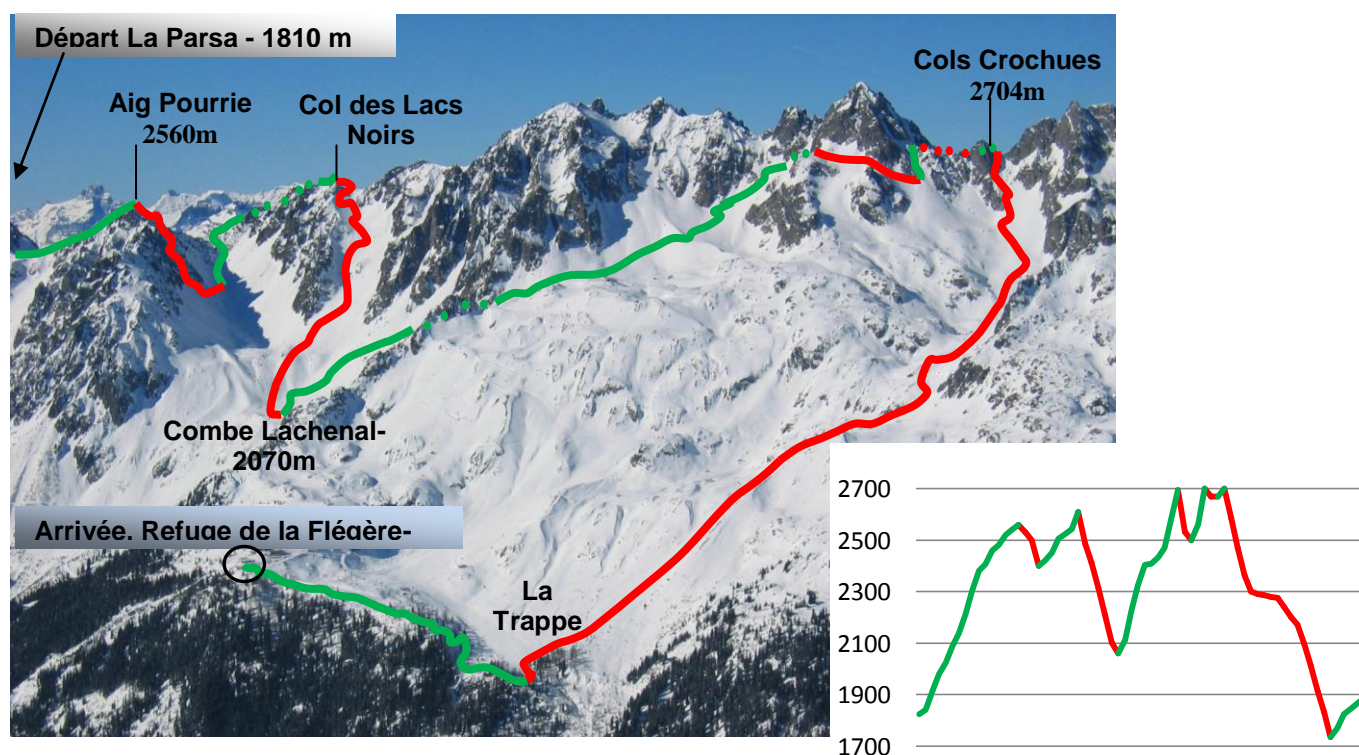 Départ La Parsa - 1810 m
Aig Pourrie
2560m
Col des Lacs
Noirs
Cols Crochues
2704m
Combe Lachenal-
2070m
Arrivée. Refuge de la Flégère-
La
Trappe
2700
2500
2300
2100
1900
1700